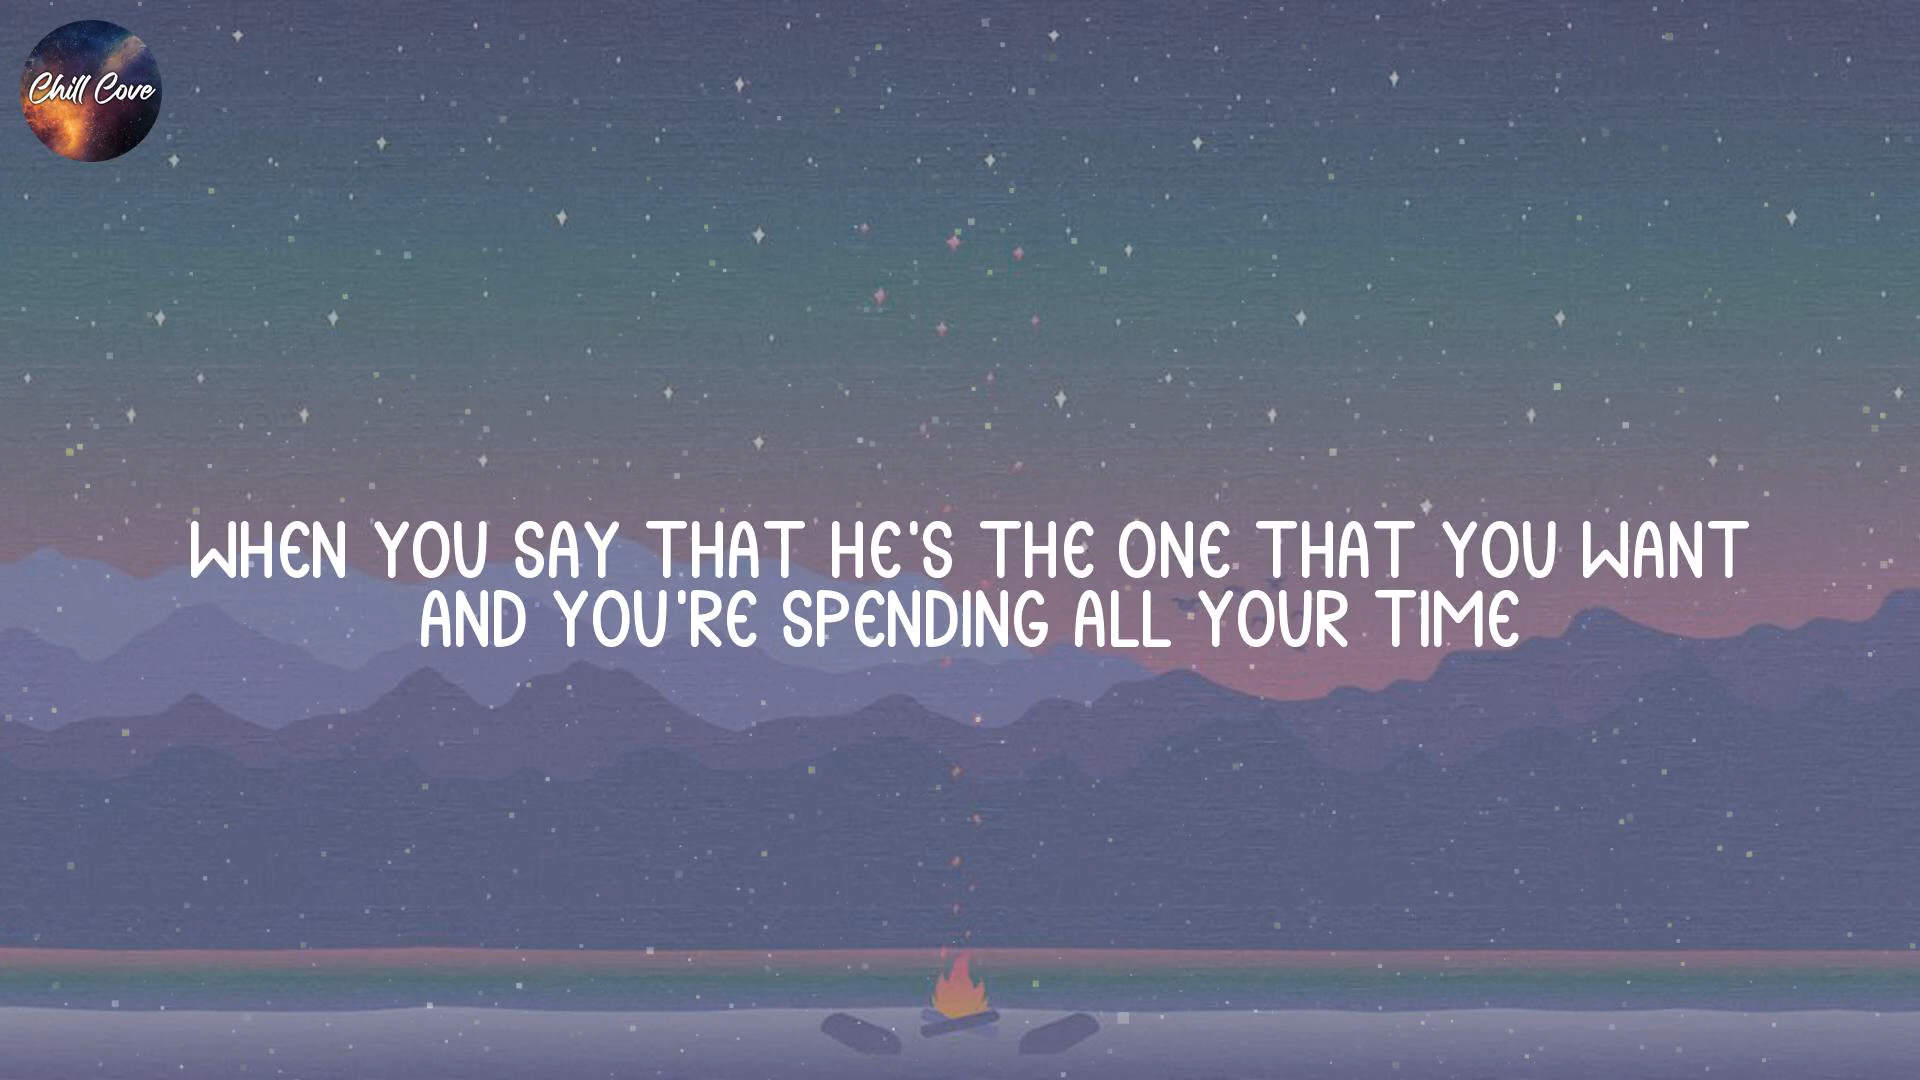 Chill Cove
WHEN YOU SAY THAT HE'S THE ONE THAT YOU WANT
AND YOU'RE SPENDING ALL YOUR TIME